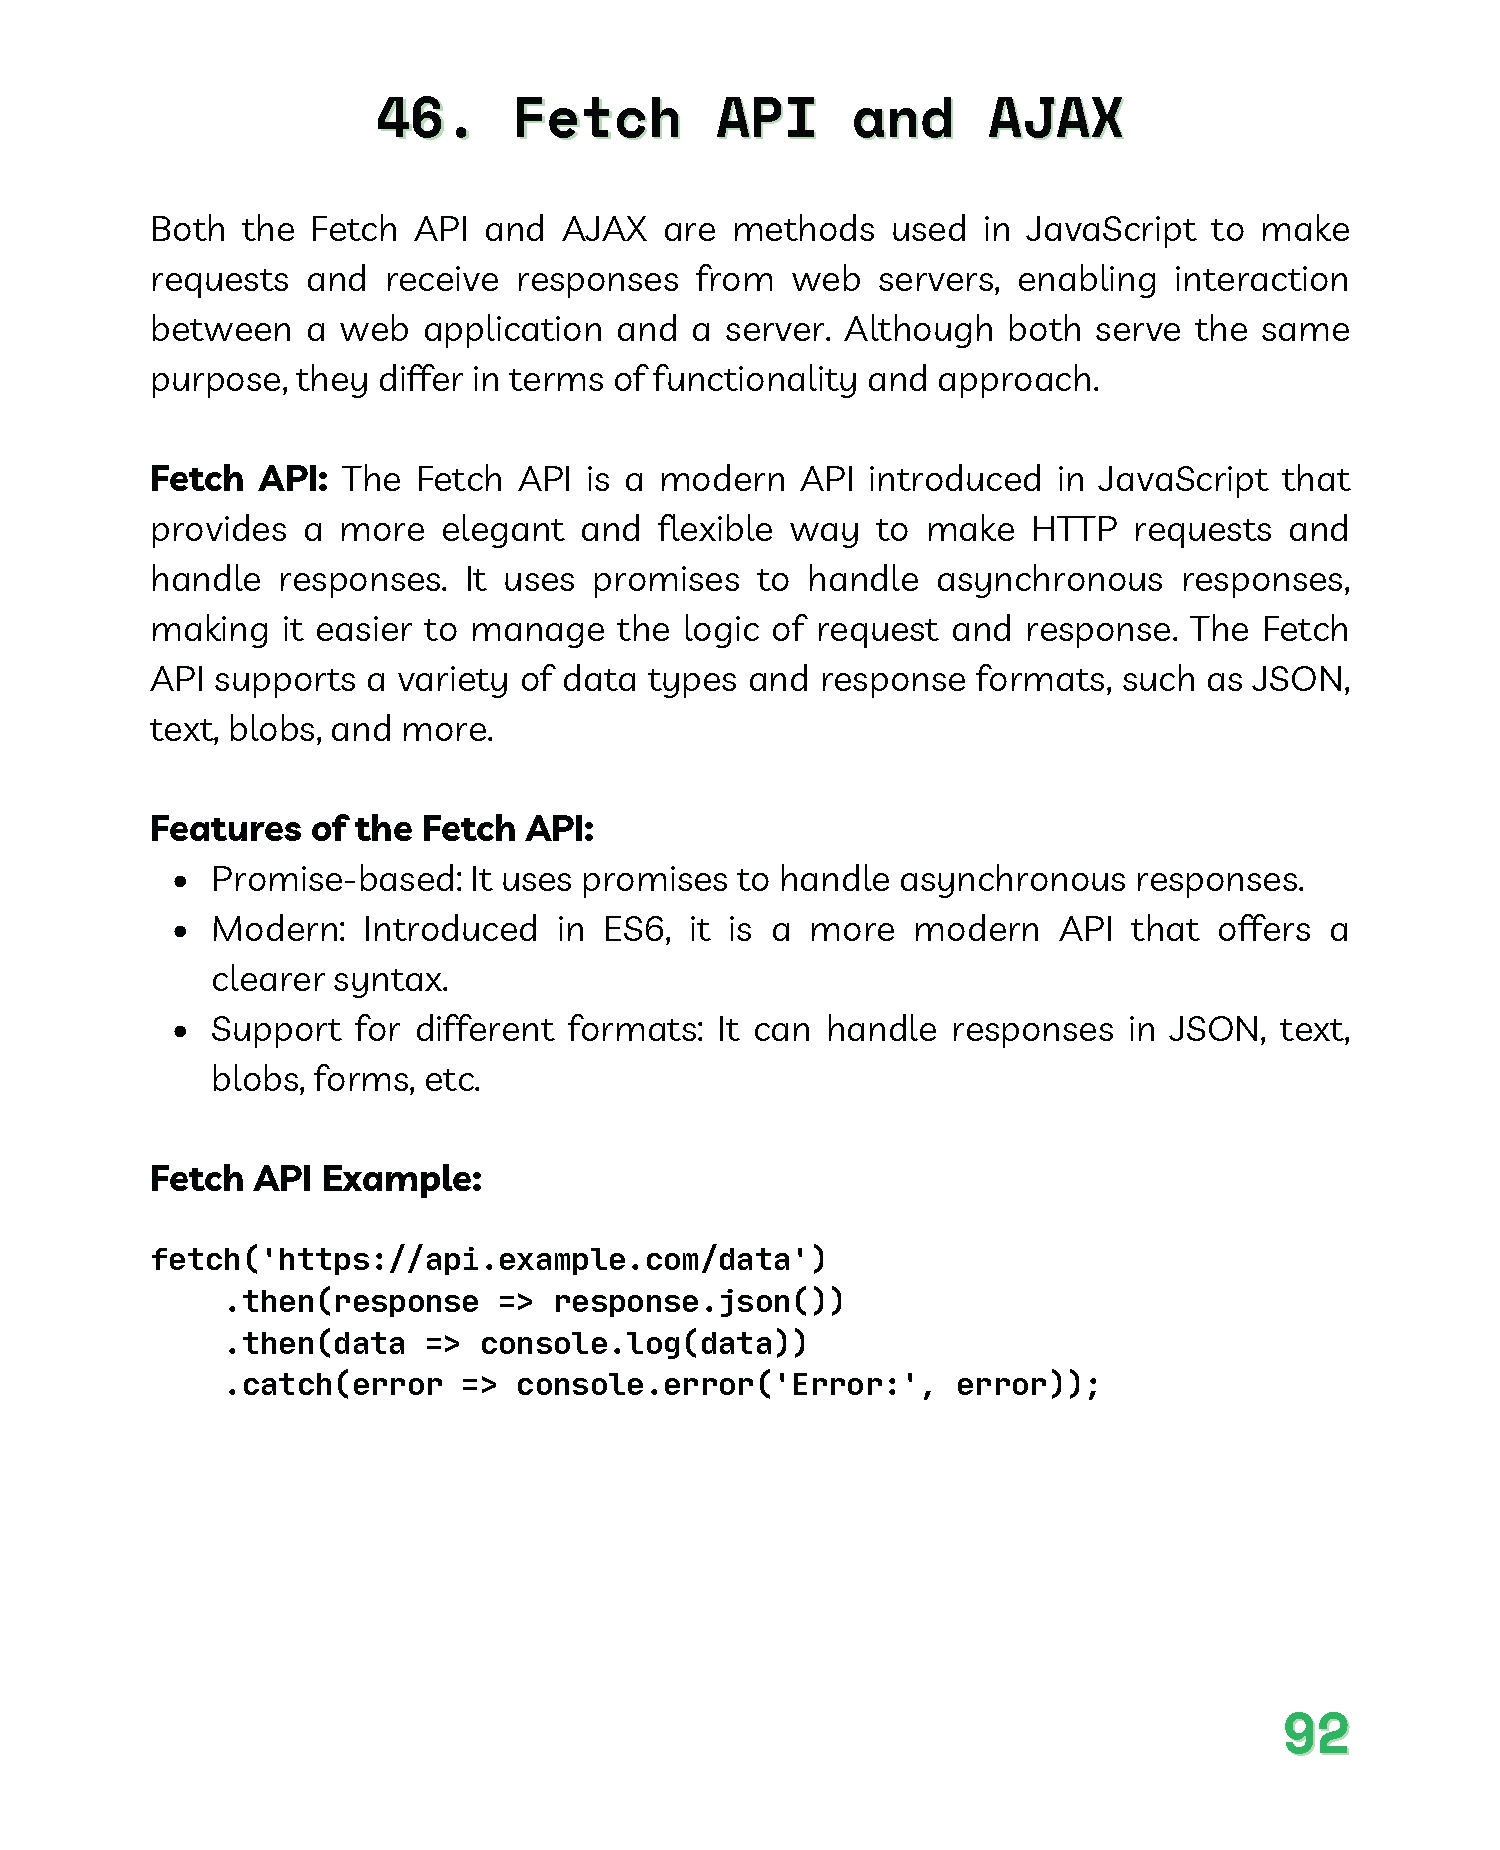 46. Fetch API and AJAX
Both the Fetch API and AJAX are methods used in JavaScript to make
requests and receive responses from web servers, enabling interaction
between a web application and a server. Although both serve the same
purpose, they differ in terms of functionality and approach.
Fetch API: The Fetch API is a modern API introduced in JavaScript that
provides a more elegant and flexible way to make HTTP requests and
handle responses. It uses promises to handle asynchronous responses,
making it easier to manage the logic of request and response. The Fetch
API supports a variety of data types and response formats, such as JSON,
text, blobs, and more.
Features of the Fetch API:
• Promise-based: It uses promises to handle asynchronous responses.
• Modern: Introduced in ES6, it is a more modern API that offers a
clearer syntax.
• Support for different formats: It can handle responses in JSON, text,
blobs, forms, etc.
Fetch API Example:
fetch('https://api.example.com/data')
    .then(response => response.json())
    .then(data => console.log(data))
    .catch(error => console.error('Error:', error));
92